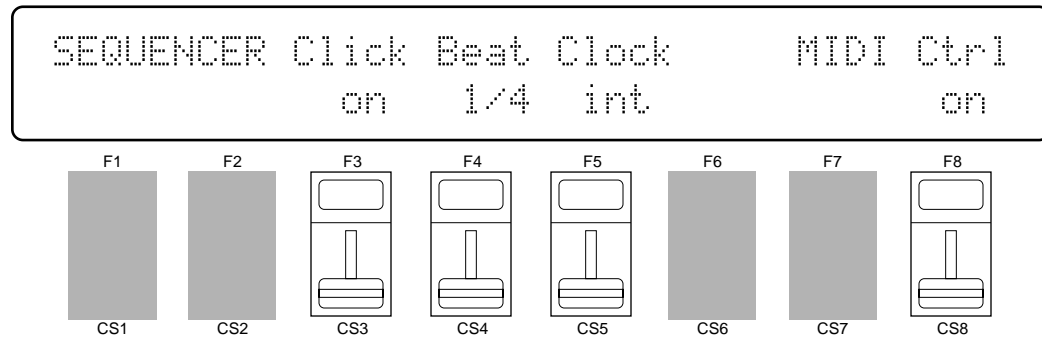 SEQUENCER Click Beat Clock MIDI Ctrl
on 1/4 int on
F1 F2 F3 F4 F5 F6 F7 F8
CS1 CS2 CS3 CS4 CS5 CS6 CS7 CS8